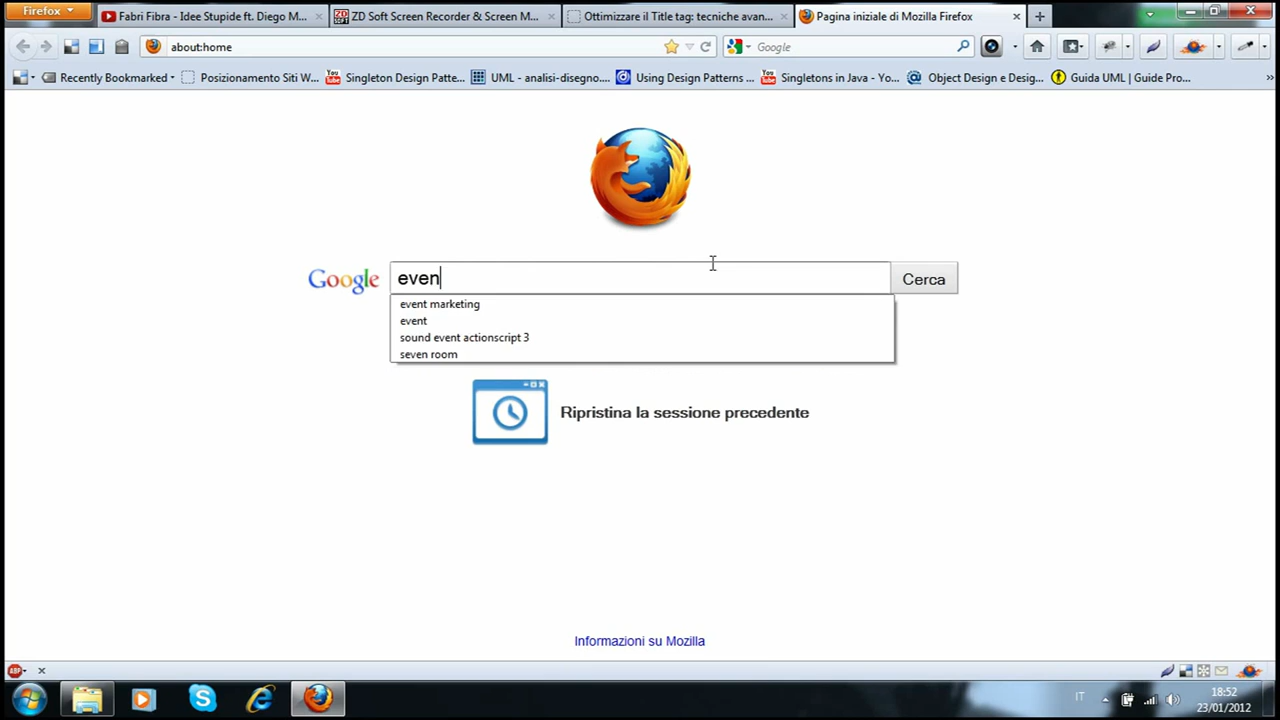 Firefox
Fabri Fibra - Idee Stupide ft. Diego M...
ZD Soft Screen Recorder & Screen M...
Ottimizzare il Title tag: tecniche avan...
Pagina iniziale di Mozilla Firefox
about:home
Google
Recently Bookmarked
Posizionamento Siti W...
Singleton Design Patte...
UML - analisi-disegno....
Using Design Patterns ...
Singletons in Java - Yo...
Object Design e Desig...
Guida UML | Guide Pro...
Google
even
Cerca
event marketing
event
sound event actionscript 3
seven room
Ripristina la sessione precedente
Informazioni su Mozilla
ABP
IT
18:52
23/01/2012